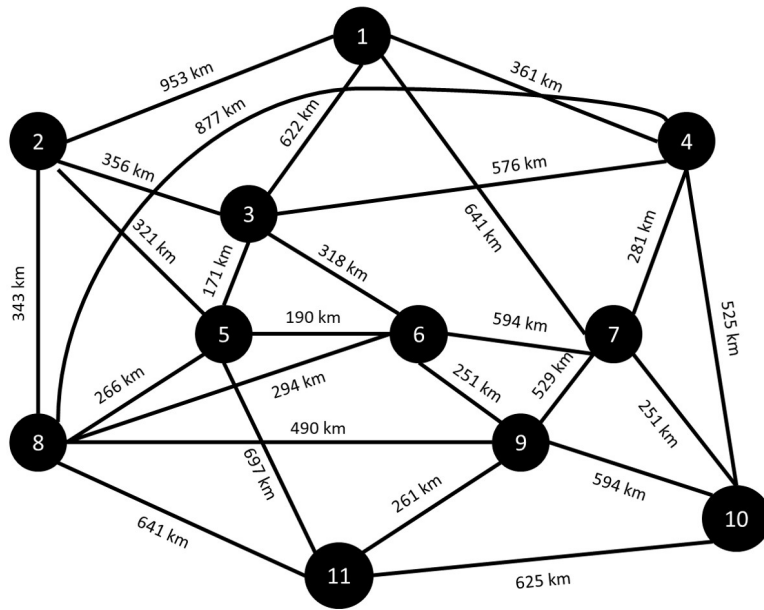 1
953 km
361 km
877 km
622 km
2
4
356 km
576 km
3
321 km
641 km
171 km
318 km
281 km
343 km
190 km
594 km
525 km
5
6
7
266 km
294 km
251 km
529 km
251 km
8
490 km
9
697 km
594 km
261 km
10
641 km
11
625 km